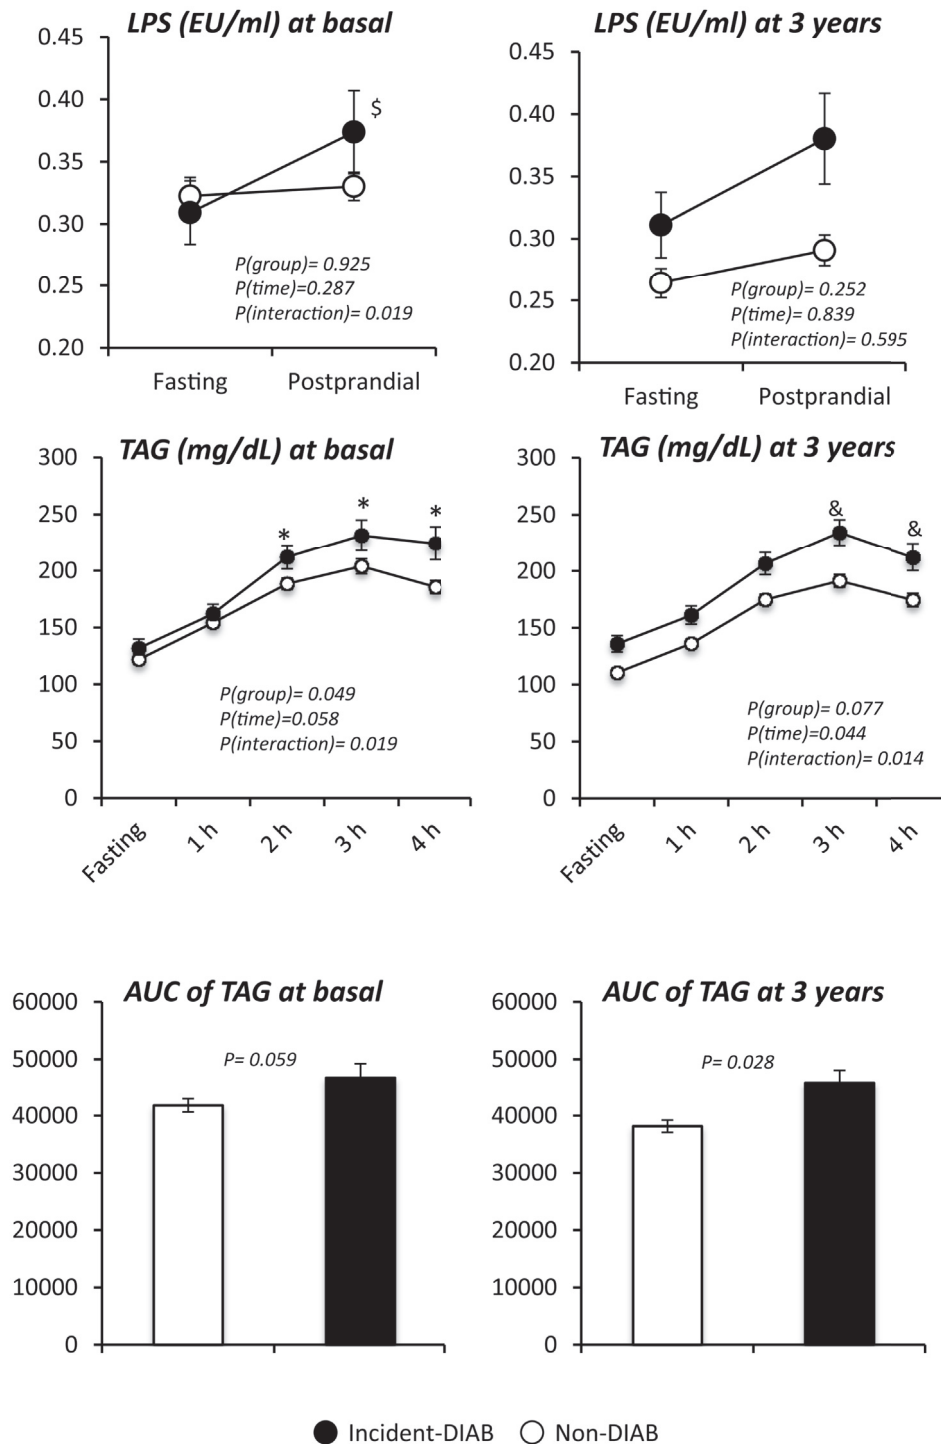 LPS (EU/ml) at basal
0.45
0.40
0.35
0.30
0.25
0.20
$
P(group)= 0.925
P(time)=0.287
P(interaction)= 0.019
Fasting Postprandial
LPS (EU/ml) at 3 years
0.45
0.40
0.35
0.30
0.25
0.20
P(group)= 0.252
P(time)= 0.839
P(interaction)= 0.595
Fasting Postprandial
TAG (mg/dL) at basal
300
250
200
150
100
50
0
* * *
P(group)= 0.049
P(time)=0.058
P(interaction)= 0.019
Fasting 1 h 2 h 3 h 4 h
TAG (mg/dL) at 3 years
300
250
200
150
100
50
0
& &
P(group)= 0.077
P(time)=0.044
P(interaction)= 0.014
Fasting 1 h 2 h 3 h 4 h
AUC of TAG at basal
60000
50000
40000
30000
20000
10000
0
P= 0.059
AUC of TAG at 3 years
60000
50000
40000
30000
20000
10000
0
P= 0.028
Incident-DIAB Non-DIAB